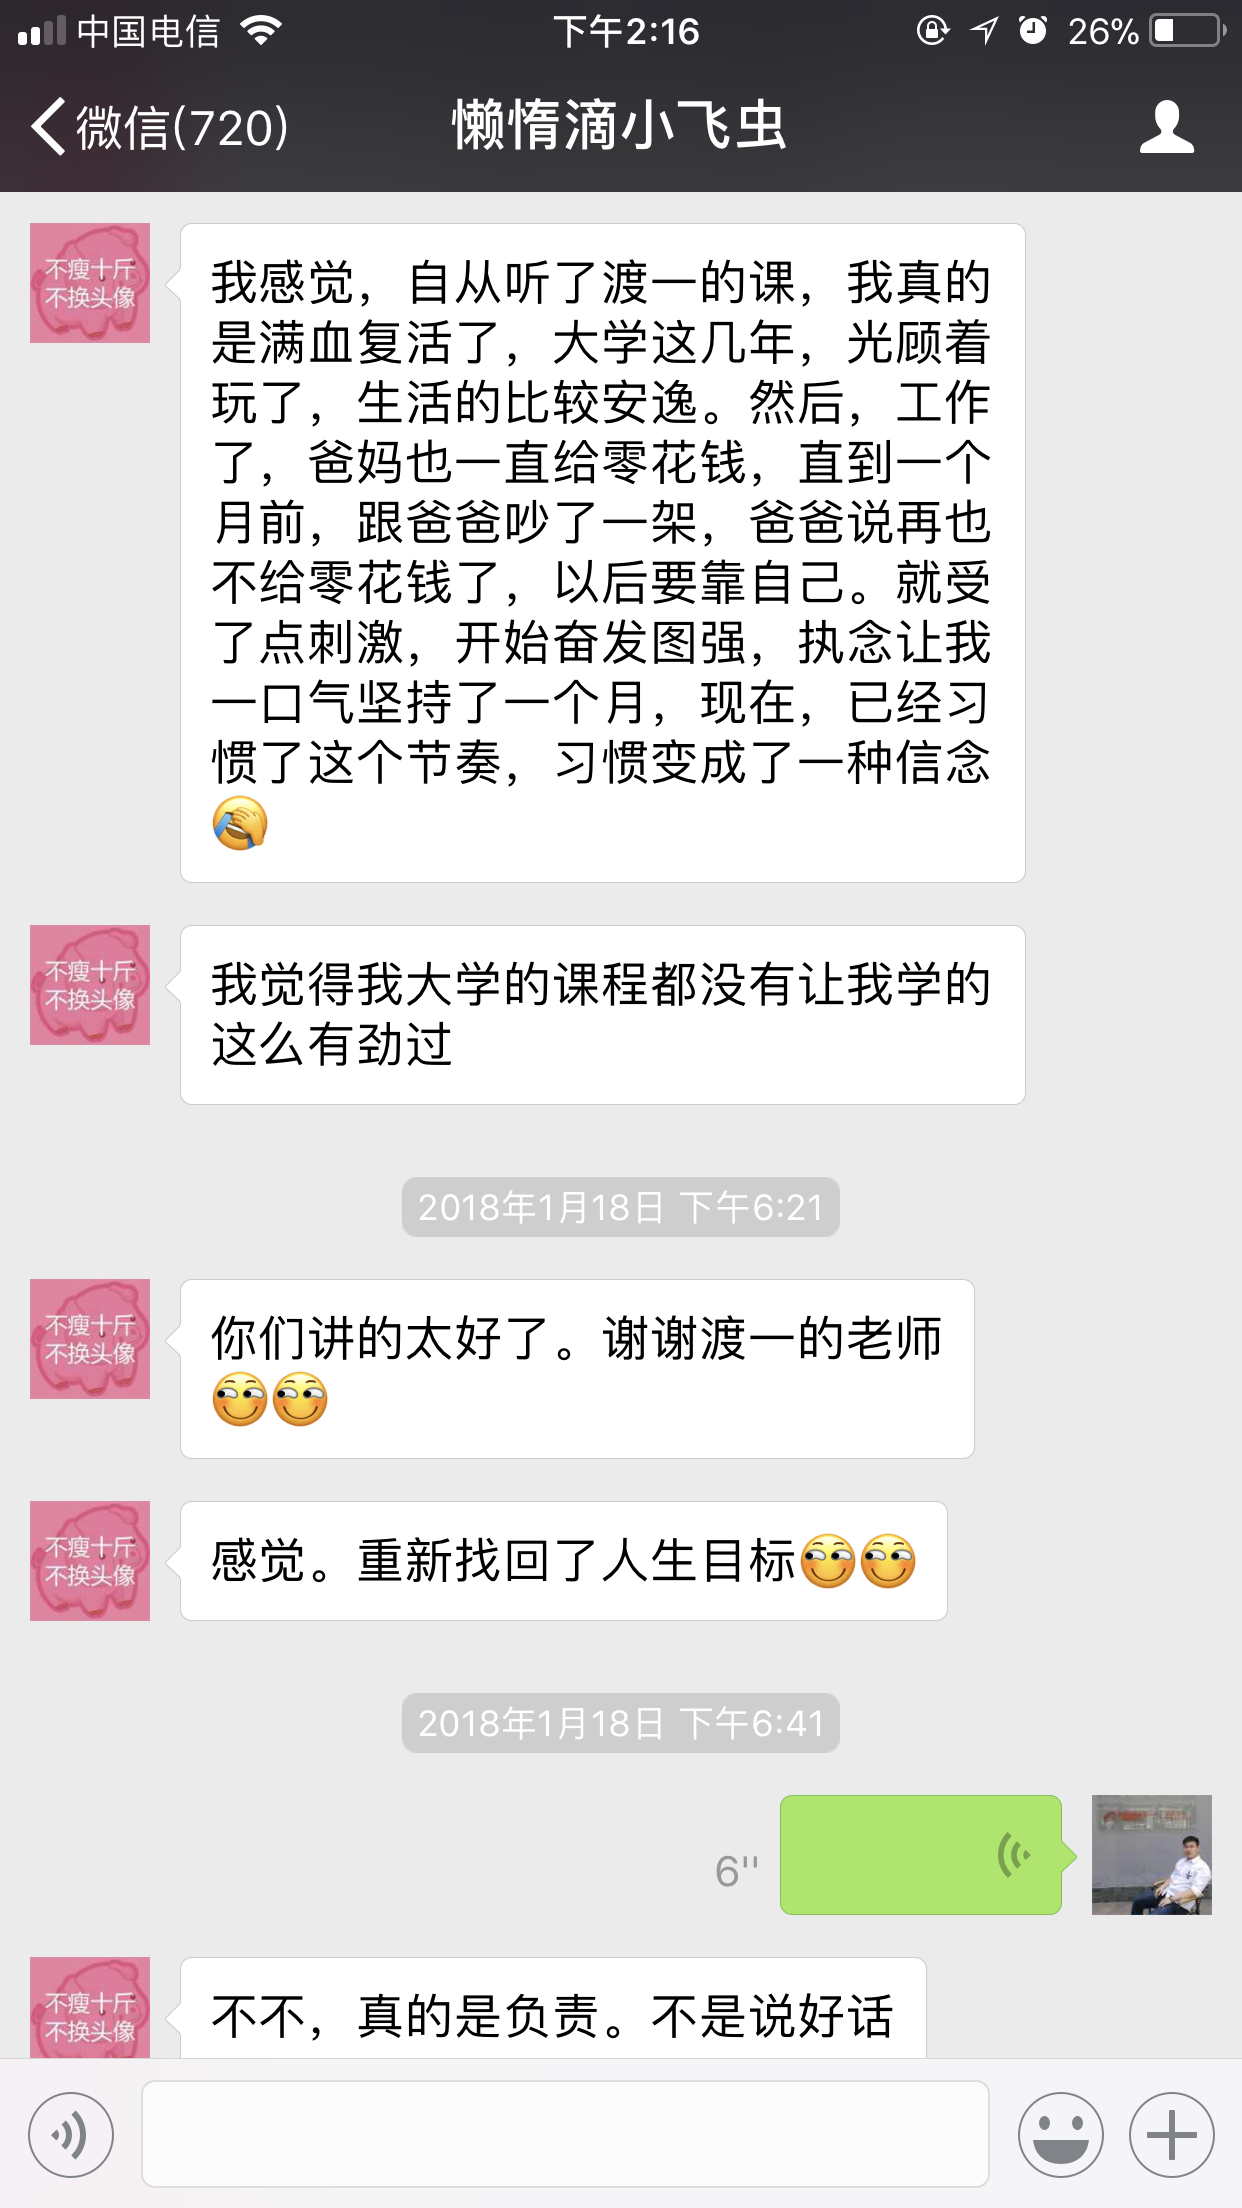 中国电信 下午2:16 26%
微信(720) 懒惰滴小飞虫
不瘦十斤
不换头像
我感觉，自从听了渡一的课，我真的
是满血复活了，大学这几年，光顾着
玩了，生活的比较安逸。然后，工作
了，爸妈也一直给零花钱，直到一个
月前，跟爸爸吵了一架，爸爸说再也
不给零花钱了，以后要靠自己。就受
了点刺激，开始奋发图强，执念让我
一口气坚持了一个月，现在，已经习
惯了这个节奏，习惯变成了一种信念
🤦
不瘦十斤
不换头像
我觉得我大学的课程都没有让我学的
这么有劲过
2018年1月18日 下午6:21
不瘦十斤
不换头像
你们讲的太好了。谢谢渡一的老师
不瘦十斤
不换头像
感觉。重新找回了人生目标
2018年1月18日 下午6:41
6''
不瘦十斤
不换头像
不不，真的是负责。不是说好话